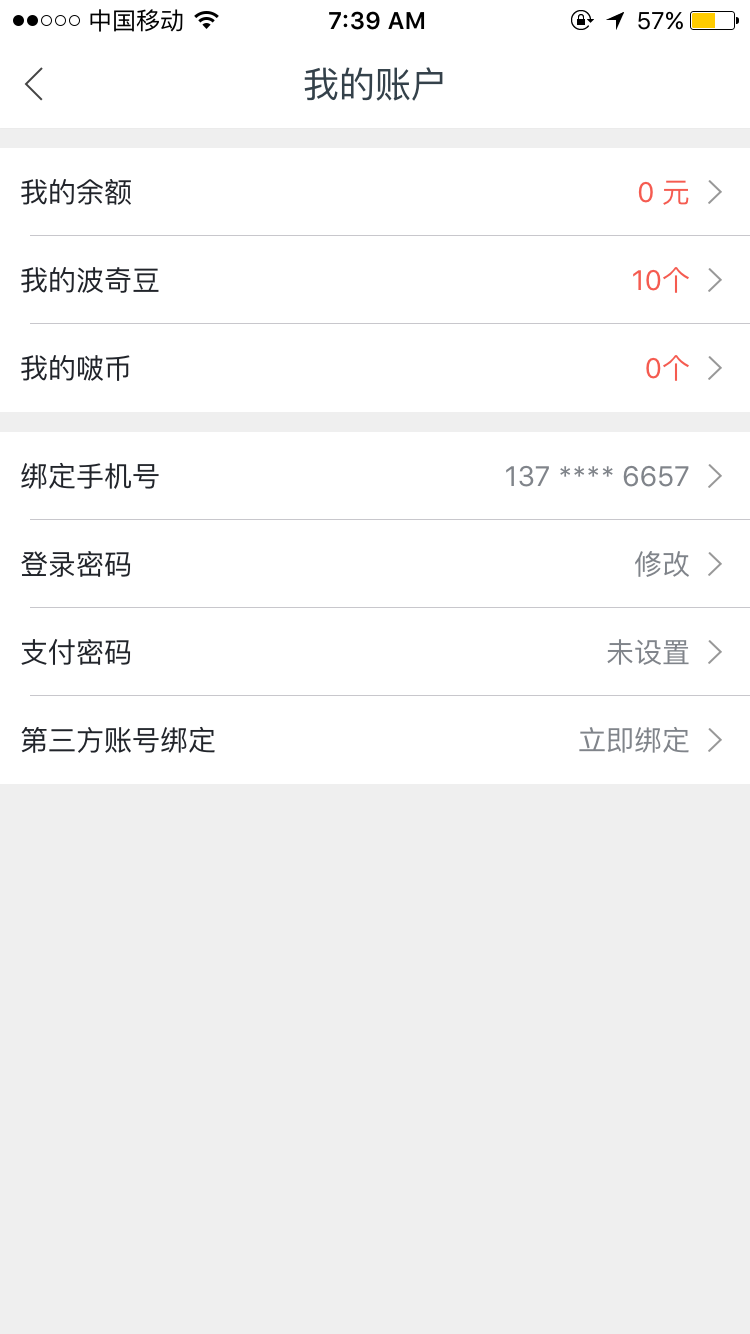 中国移动 7:39 AM 57%
我的账户
我的余额 0 元
我的波奇豆 10个
我的啵币 0个
绑定手机号 137 **** 6657
登录密码 修改
支付密码 未设置
第三方账号绑定 立即绑定